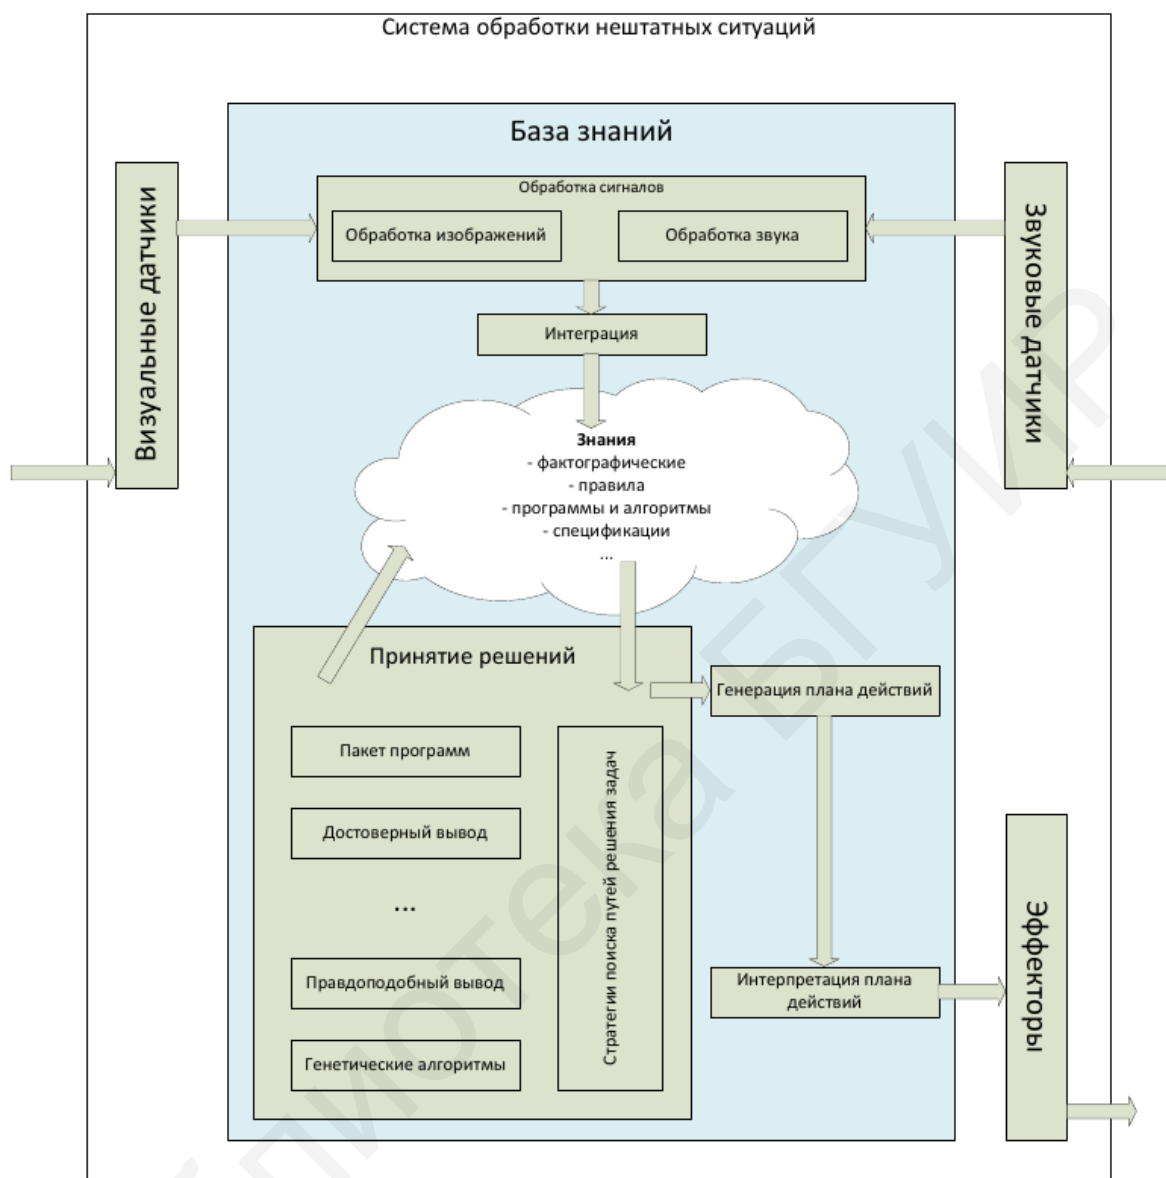 Система обработки нештатных ситуаций
База знаний
Визуальные датчики
Обработка сигналов
Обработка изображений
Обработка звука
Звуковые датчики
Интеграция
Знания
- фактографические
- правила
- программы и алгоритмы
- спецификации
...
Принятие решений
Пакет программ
Достоверный вывод
...
Правдоподобный вывод
Генетические алгоритмы
Стратегии поиска путей решения задач
Генерация плана действий
Интерпретация плана
действий
Эффекторы
блиотека БГУИР